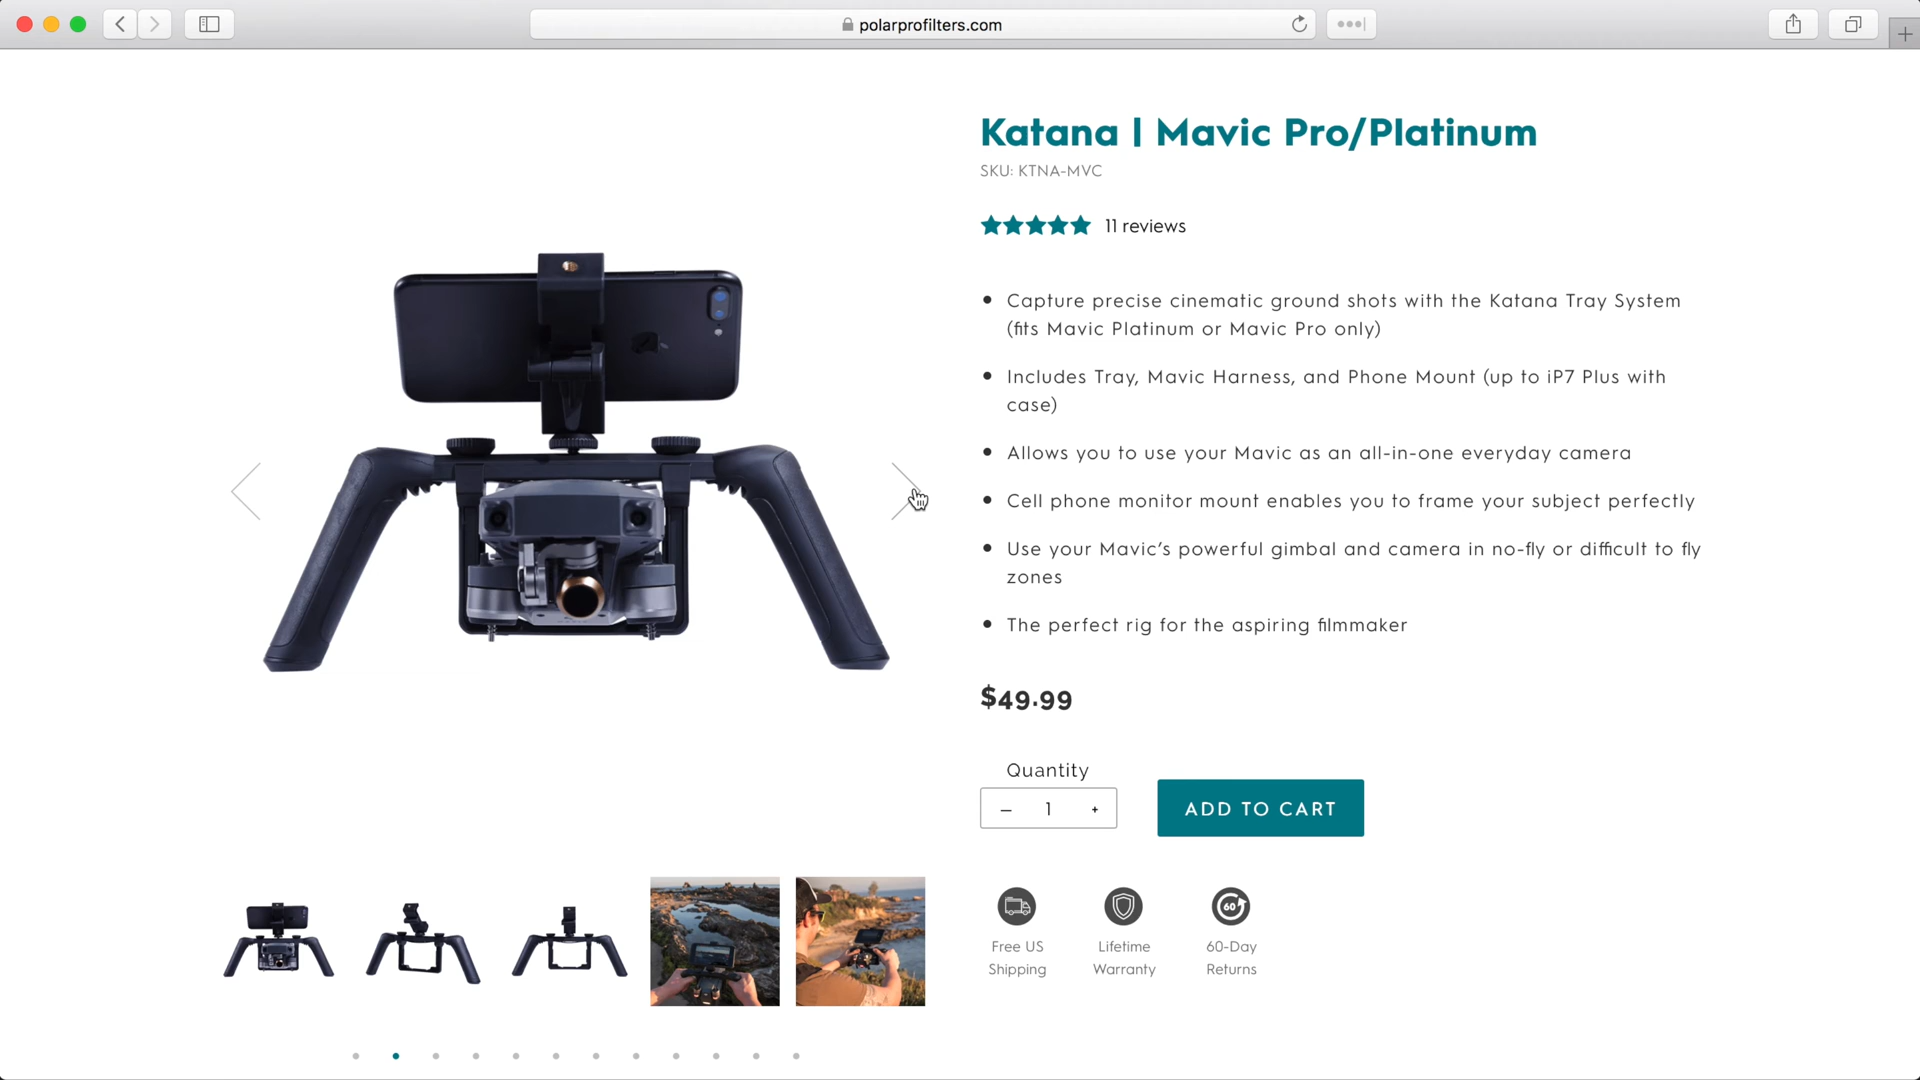 polarprofilters.com
Katana | Mavic Pro/Platinum
SKU: KTNA-MVC
11 reviews
• Capture precise cinematic ground shots with the Katana Tray System
(fits Mavic Platinum or Mavic Pro only)
• Includes Tray, Mavic Harness, and Phone Mount (up to iP7 Plus with
case)
• Allows you to use your Mavic as an all-in-one everyday camera
• Cell phone monitor mount enables you to frame your subject perfectly
• Use your Mavic’s powerful gimbal and camera in no-fly or difficult to fly
zones
• The perfect rig for the aspiring filmmaker
$49.99
Quantity
– 1 +
ADD TO CART
60
Free US
Shipping
Lifetime
Warranty
60-Day
Returns